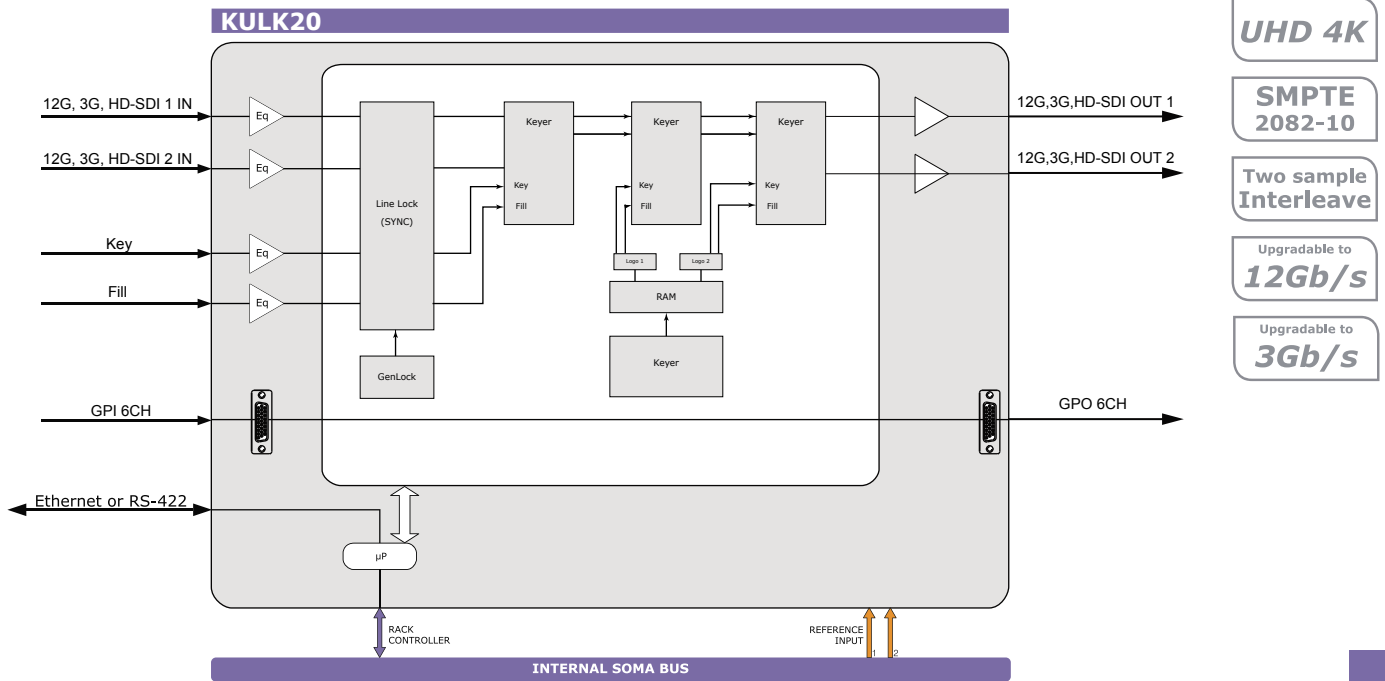 KULK20
UHD 4K
SMPTE
2082-10
Two sample
Interleave
Upgradable to
12Gb/s
Upgradable to
3Gb/s
12G, 3G, HD-SDI 1 IN
Eq
12G, 3G, HD-SDI 2 IN
Eq
Key
Eq
Fill
Eq
Line Lock
(SYNC)
GenLock
Keyer
Key
Fill
Keyer
Key
Fill
Keyer
Key
Fill
Logo 1
Logo 2
RAM
Keyer
12G,3G,HD-SDI OUT 1
12G,3G,HD-SDI OUT 2
GPI 6CH
GPO 6CH
Ethernet or RS-422
µP
RACK
CONTROLLER
REFERENCE
INPUT
1
2
INTERNAL SOMA BUS